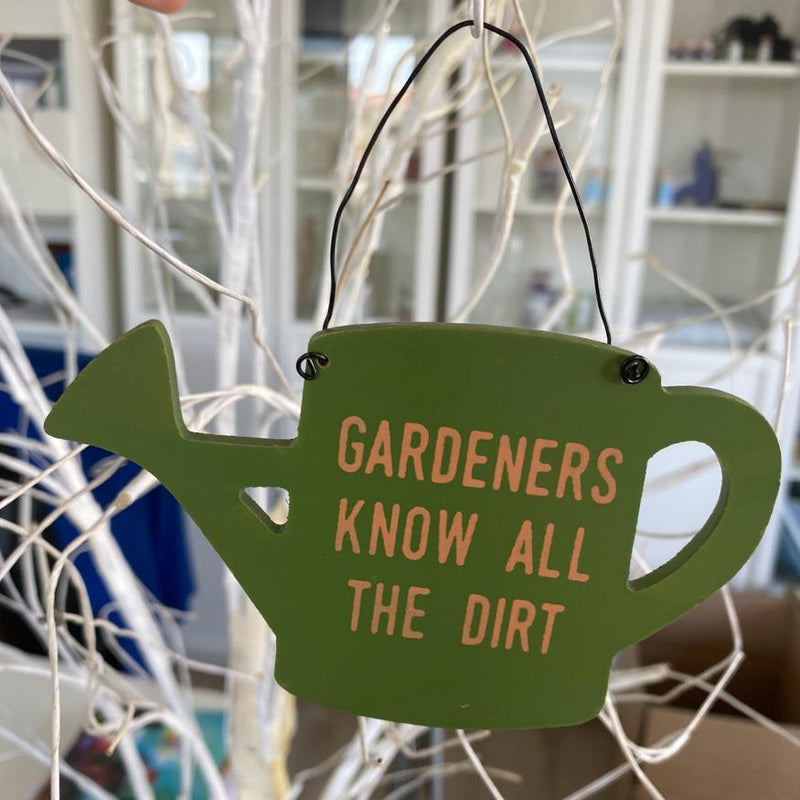 GARDENERS
KNOW ALL
THE DIRT